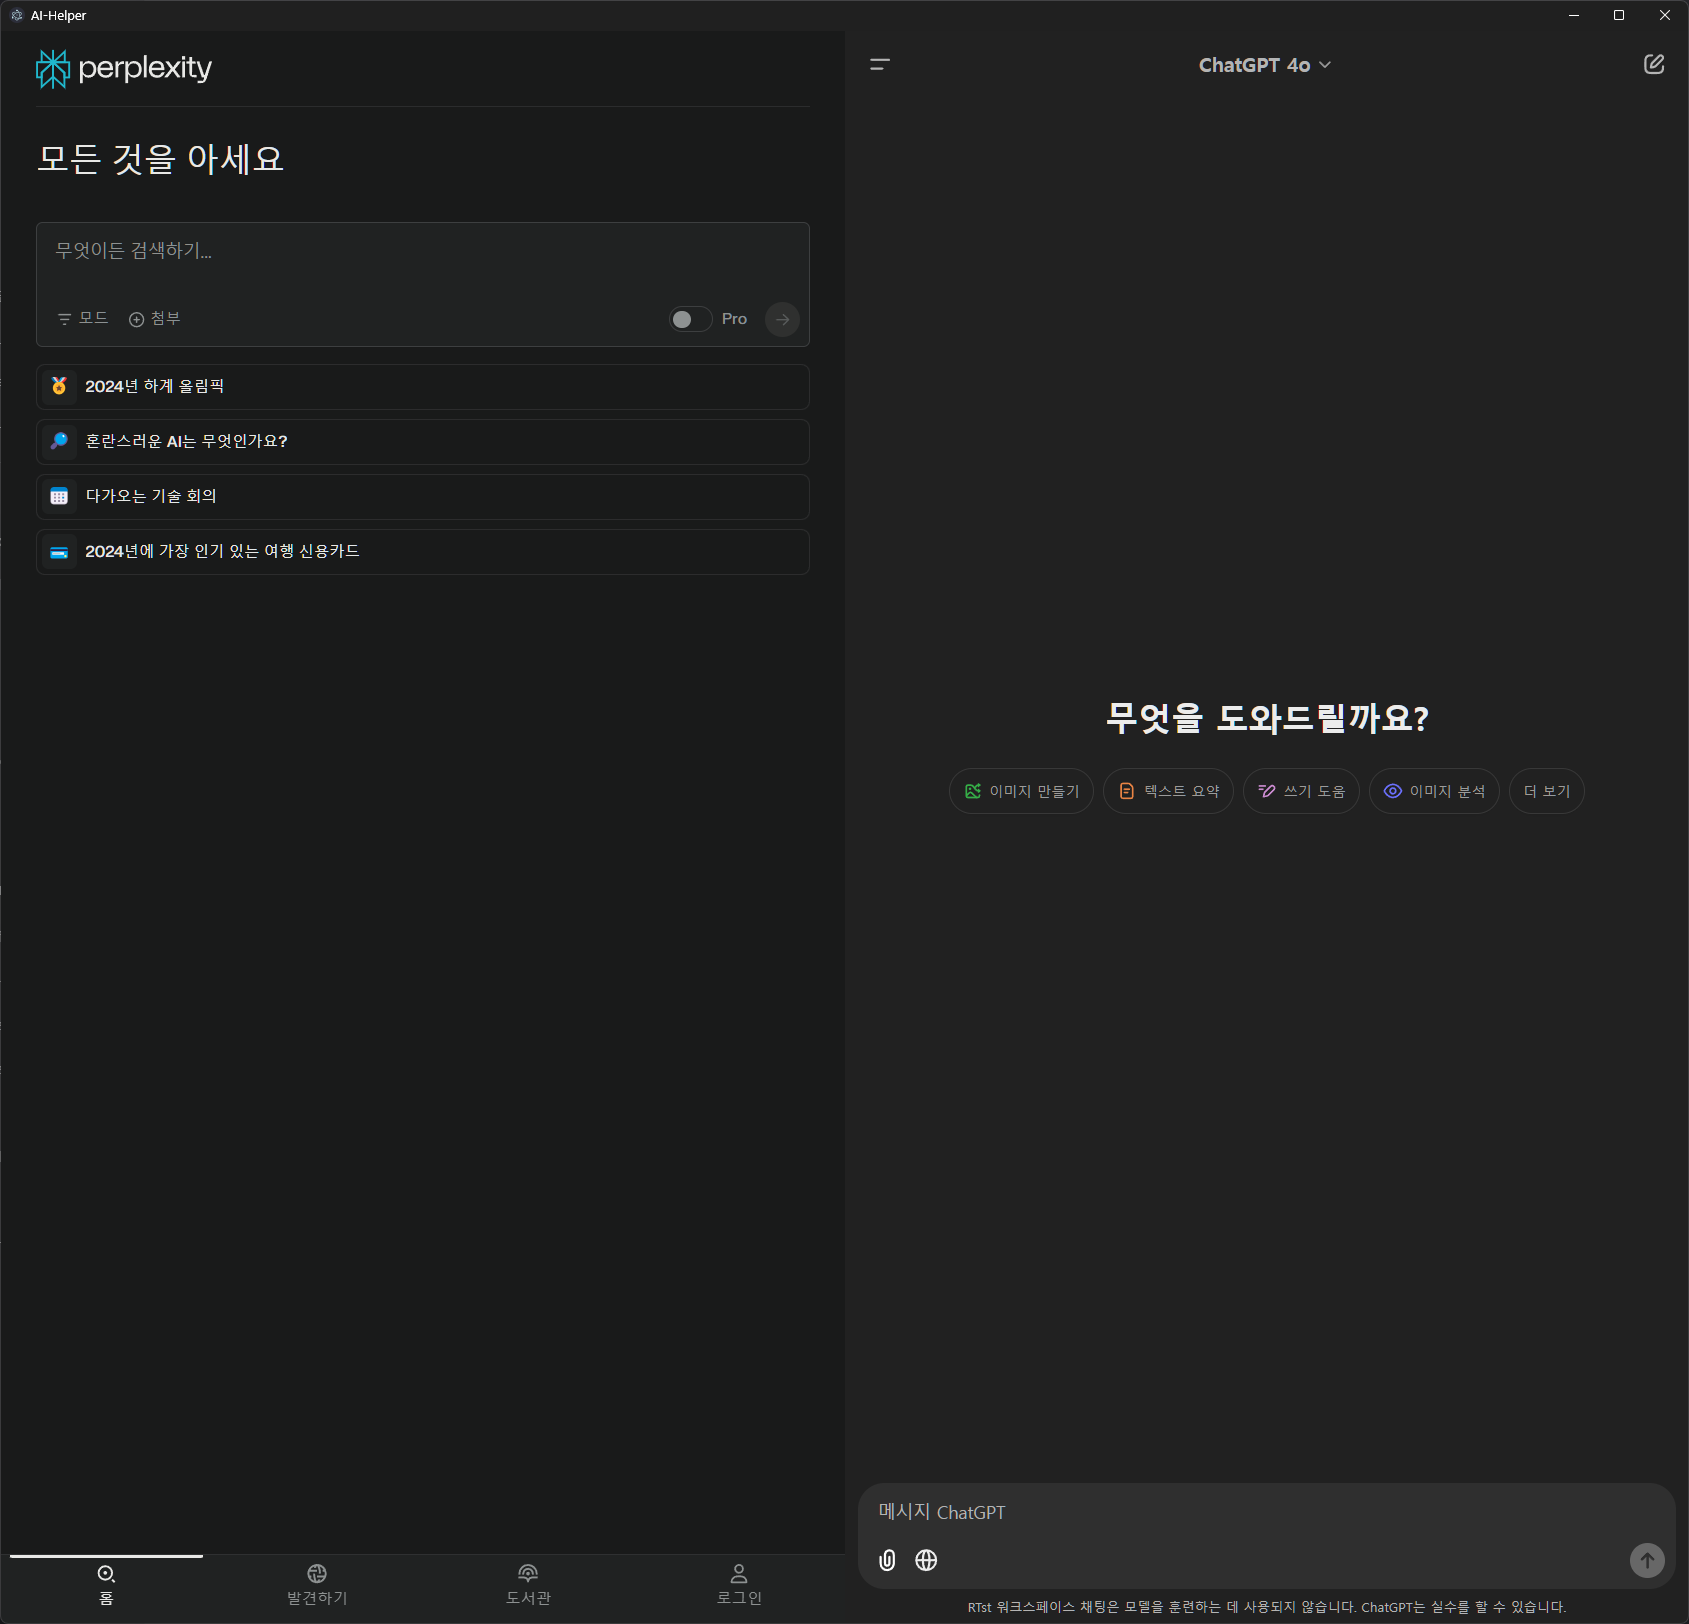 AI-Helper
perplexity
모든 것을 아세요
무엇이든 검색하기...
모드
첨부
Pro
2024년 하계 올림픽
혼란스러운 AI는 무엇인가요?
다가오는 기술 회의
2024년에 가장 인기 있는 여행 신용카드
홈
발견하기
도서관
로그인
ChatGPT 4o
무엇을 도와드릴까요?
이미지 만들기
텍스트 요약
쓰기 도움
이미지 분석
더 보기
메시지 ChatGPT
RTst 워크스페이스 채팅은 모델을 훈련하는 데 사용되지 않습니다. ChatGPT는 실수를 할 수 있습니다.